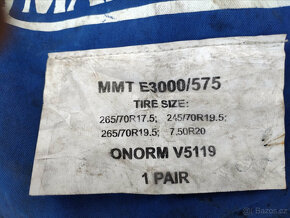 MMT E3000/575
TIRE SIZE:
265/70R17.5; 245/70R19.5;
265/70R19.5; 7.50R20
ONORM V5119
1 PAIR